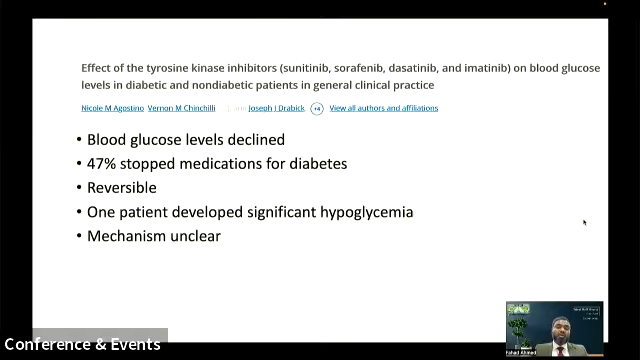 Effect of the tyrosine kinase inhibitors (sunitinib, sorafenib, dasatinib, and imatinib) on blood glucose
levels in diabetic and nondiabetic patients in general clinical practice
Nicole M Agostino Vernon M Chinchilli Joseph J Drabick +4 View all authors and affiliations
• Blood glucose levels declined
• 47% stopped medications for diabetes
• Reversible
• One patient developed significant hypoglycemia
• Mechanism unclear
Conference & Events
Fahad Ahmed